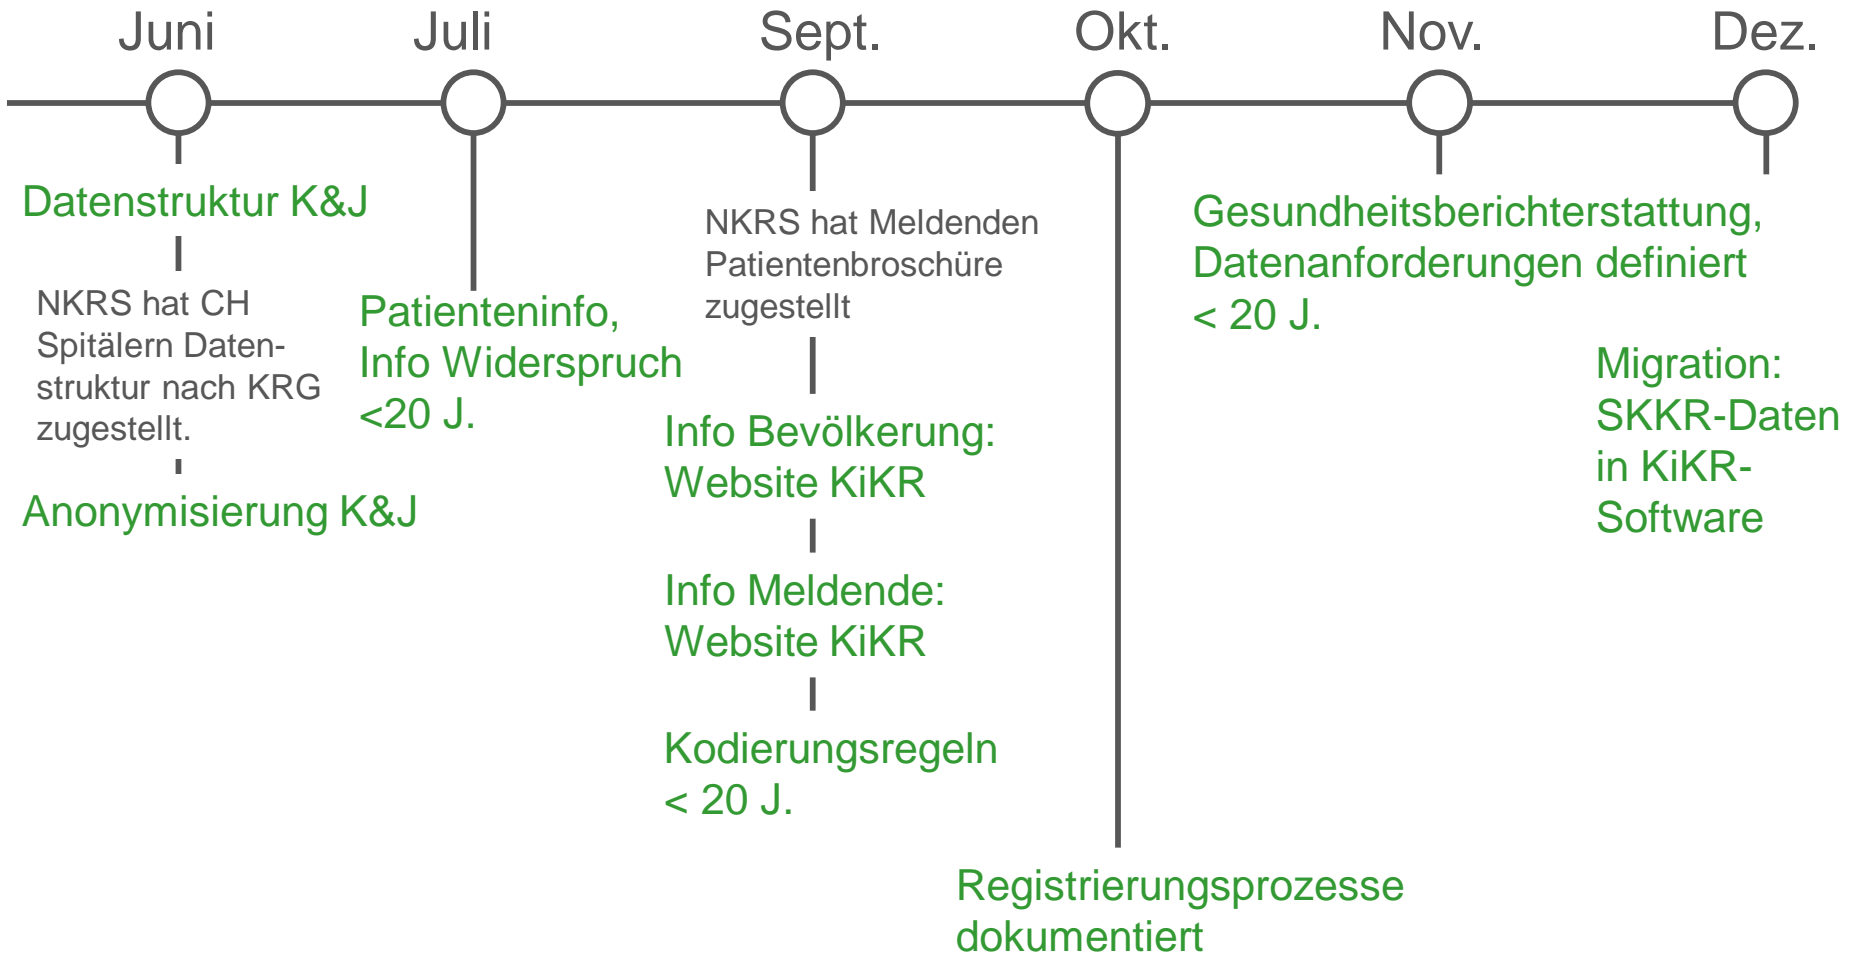 Juni
Juli
Sept.
Okt.
Nov.
Dez.
Datenstruktur K&J
NKRS hat CH
Spitälern Daten-
struktur nach KRG
zugestellt.
Anonymisierung K&J
Patienteninfo,
Info Widerspruch
<20 J.
NKRS hat Meldenden
Patientenbroschüre
zugestellt
Info Bevölkerung:
Website KiKR
Info Meldende:
Website KiKR
Kodierungsregeln
< 20 J.
Registrierungsprozesse
dokumentiert
Gesundheitsberichterstattung,
Datenanforderungen definiert
< 20 J.
Migration:
SKKR-Daten
in KiKR-
Software